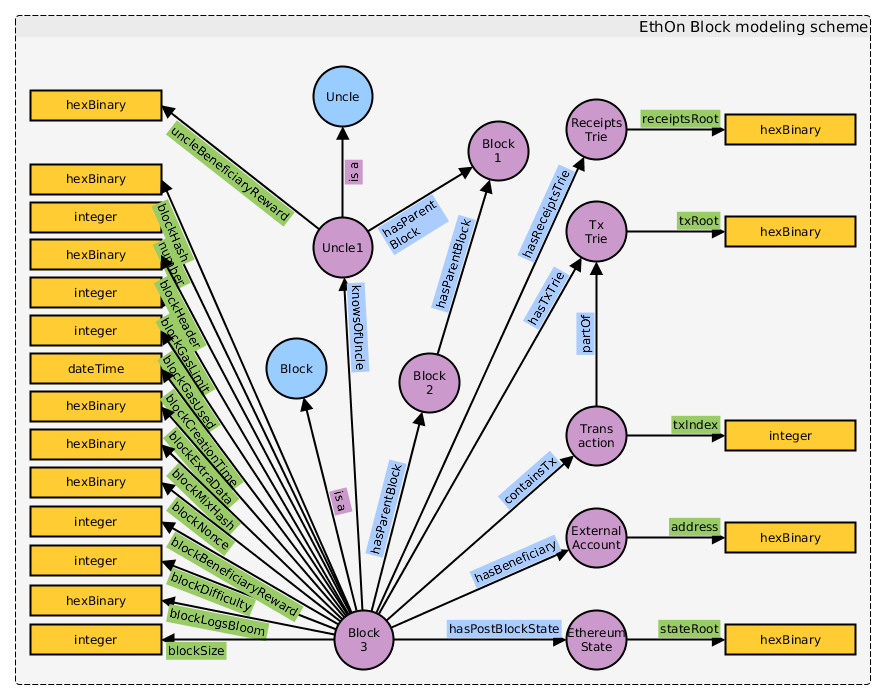 EthOn Block modeling scheme
hexBinary
uncleBeneficiaryReward
Uncle
is a
Uncle1
hasParent
Block
Block
1
Receipts
Trie
receiptsRoot
hexBinary
hasReceiptsTrie
Tx
Trie
txRoot
hexBinary
hasTxTrie
partOf
hasParentBlock
knowsOfUncle
Block
Block
2
is a
hasParentBlock
Trans
action
txIndex
integer
containsTx
External
Account
address
hexBinary
hasBeneficiary
Ethereum
State
stateRoot
hexBinary
hasPostBlockState
Block
3
hexBinary
integer
hexBinary
integer
integer
dateTime
hexBinary
hexBinary
hexBinary
integer
integer
hexBinary
integer
blockHash
number
blockHeader
blockGasLimit
blockGasUsed
blockCreationTime
blockExtraData
blockMixHash
blockNonce
blockBeneficiaryReward
blockDifficulty
blockLogsBloom
blockSize